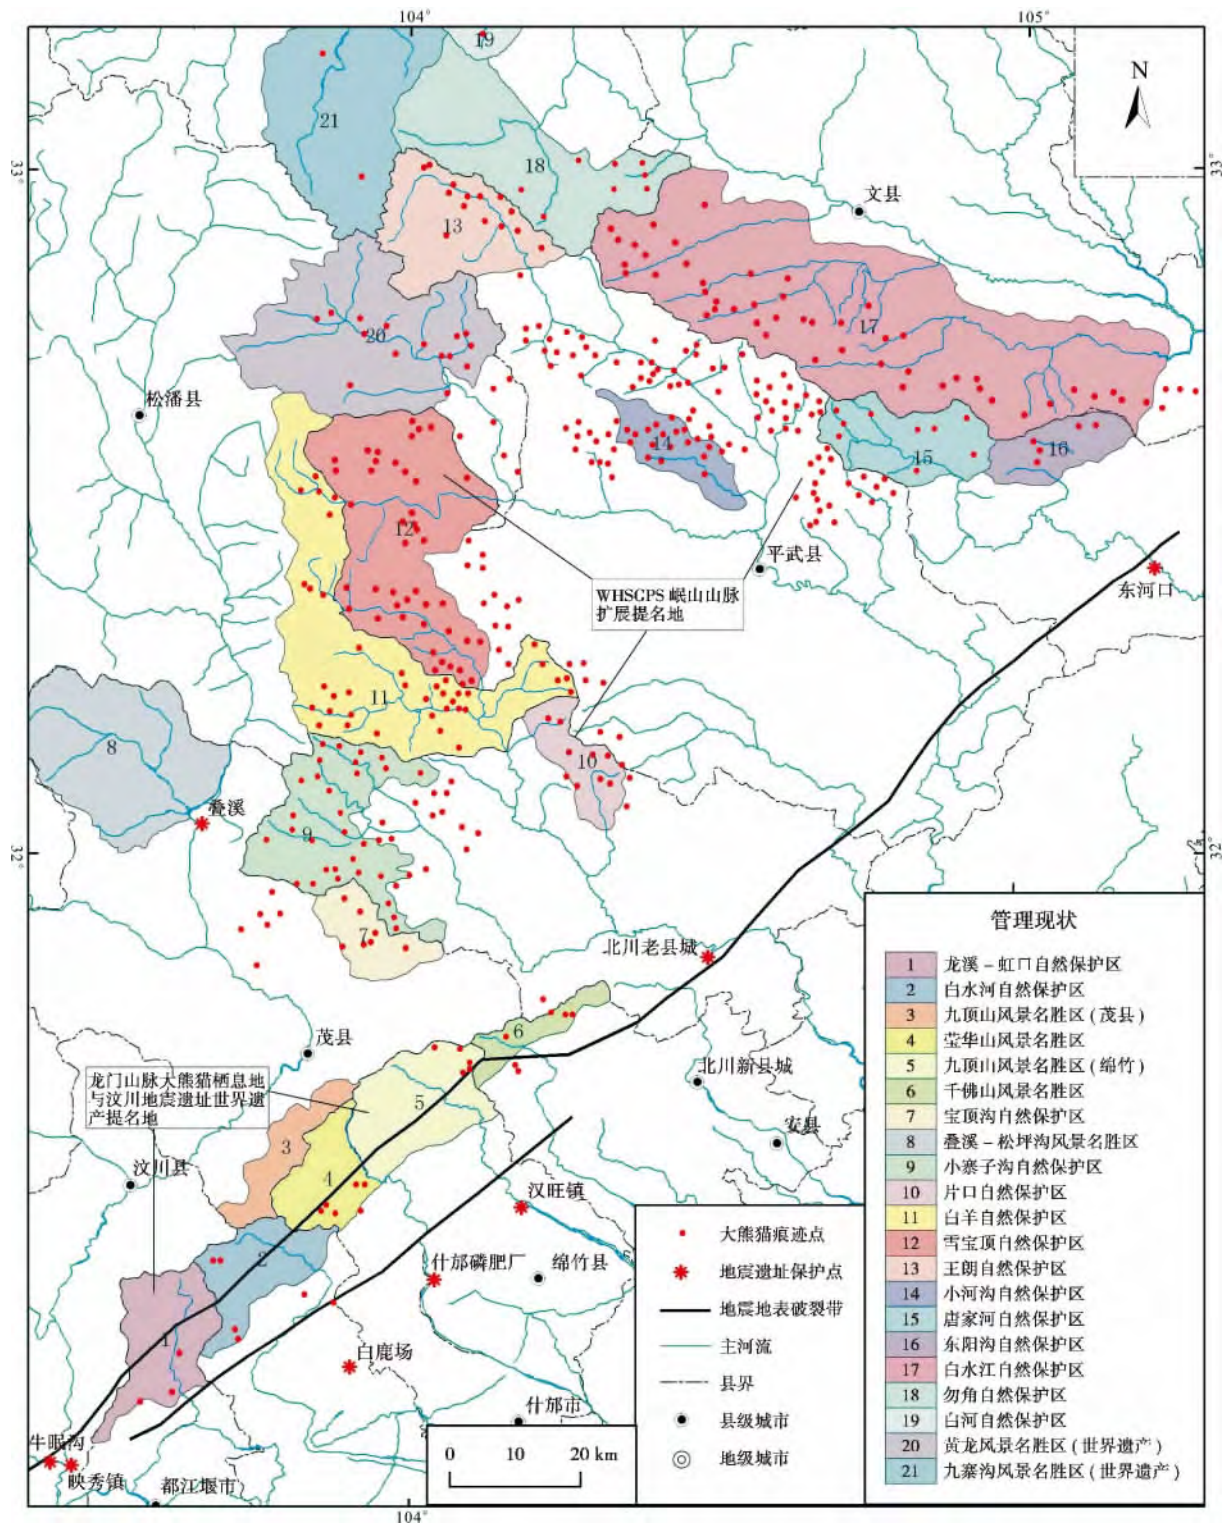 104°
105°
N
19
21
18
33°
33°
文县
13
17
20
松潘县
14
15
16
12
平武县
WHSGPS 岷山山脉
扩展提名地
东河口
11
8
10
叠溪
9
32°
32°
7
北川老县城
管理现状
1 龙溪－虹口自然保护区
2 白水河自然保护区
3 九顶山风景名胜区(茂县)
4 莹华山风景名胜区
5 九顶山风景名胜区(绵竹)
6 千佛山风景名胜区
7 宝顶沟自然保护区
8 叠溪－松坪沟风景名胜区
9 小寨子沟自然保护区
10 片口自然保护区
11 白羊自然保护区
12 雪宝顶自然保护区
13 王朗自然保护区
14 小河沟自然保护区
15 唐家河自然保护区
16 东阳沟自然保护区
17 白水江自然保护区
18 勿角自然保护区
19 白河自然保护区
20 黄龙风景名胜区(世界遗产)
21 九寨沟风景名胜区(世界遗产)
6
茂县
北川新县城
龙门山脉大熊猫栖息地
与汶川地震遗址世界遗
产提名地
5
安县
3
汶川县
4
汉旺镇
2
什邡磷肥厂
绵竹县
1
白鹿场
什邡市
牛眠沟
映秀镇
都江堰市
大熊猫痕迹点
地震遗址保护点
地震地表破裂带
主河流
县界
县级城市
地级城市
0 10 20 km
104°